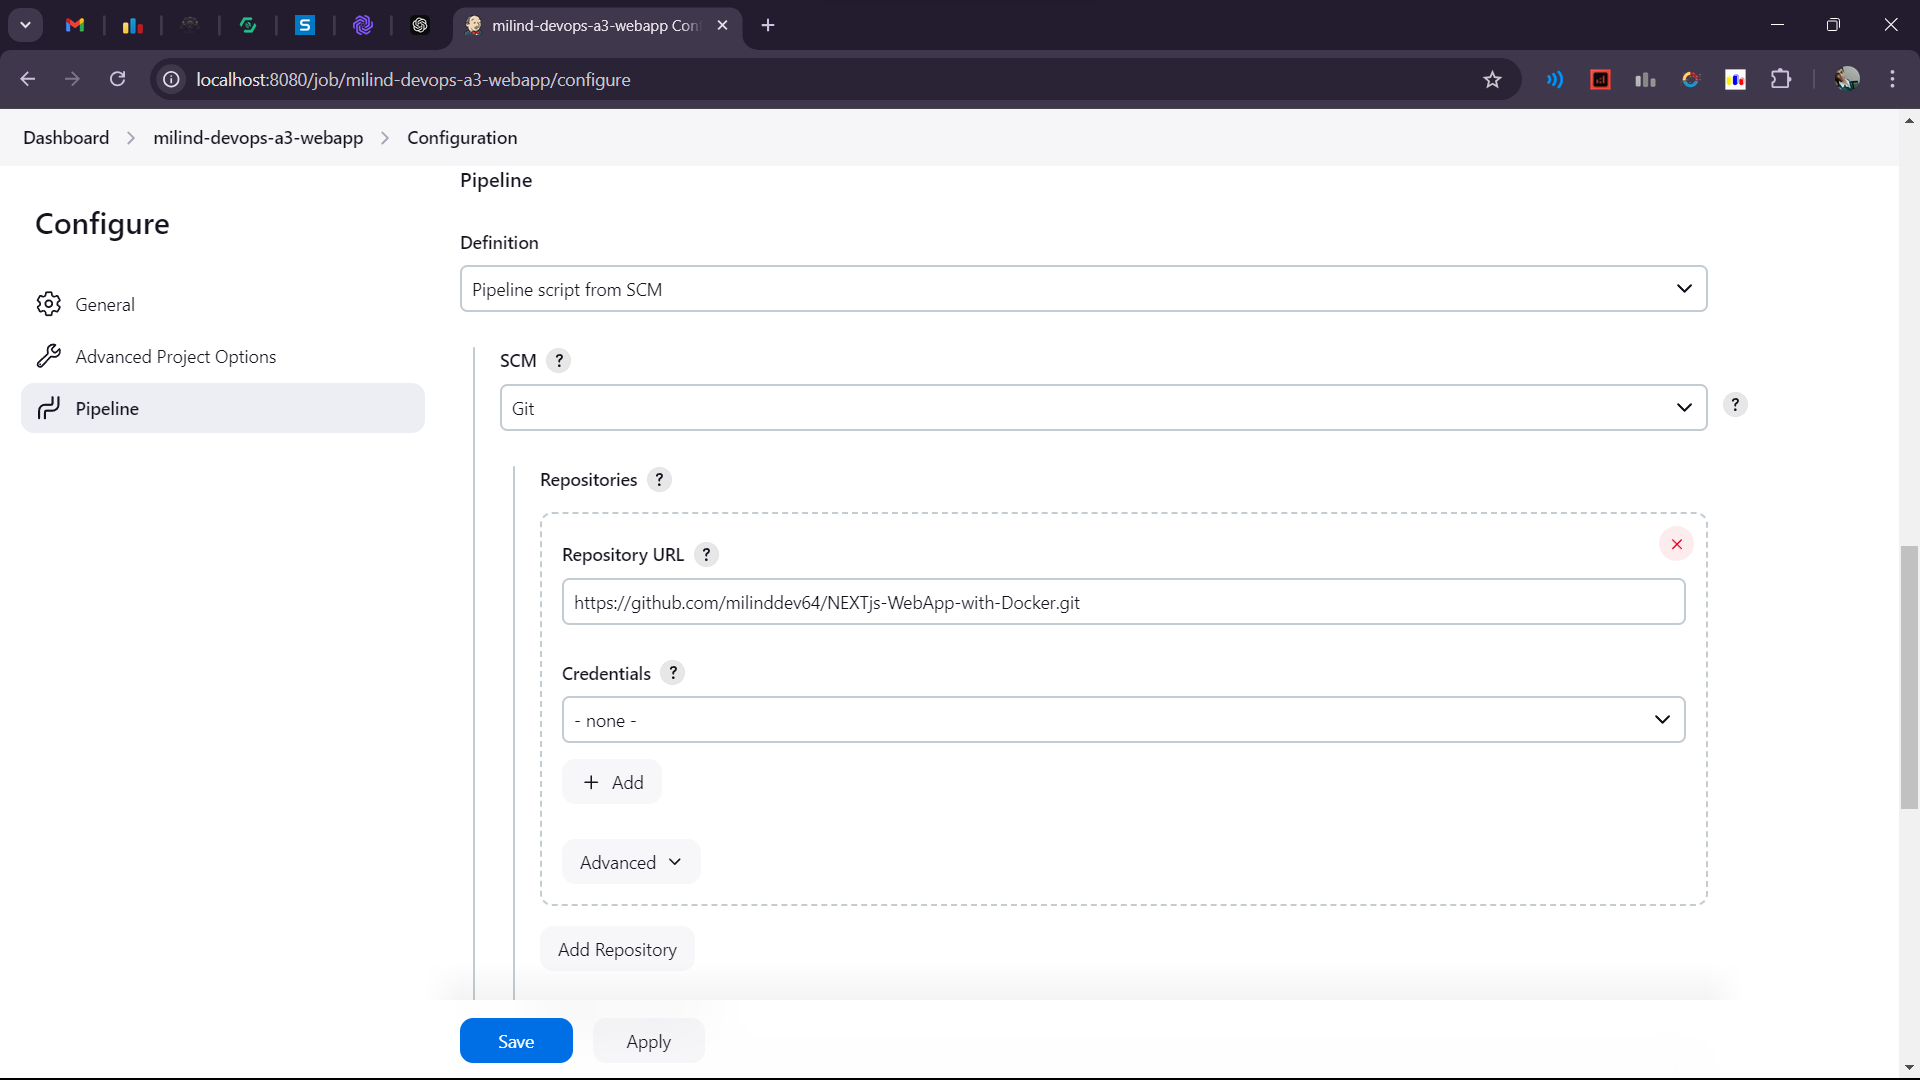 milind-devops-a3-webapp Con
localhost:8080/job/milind-devops-a3-webapp/configure
Dashboard > milind-devops-a3-webapp > Configuration
Configure
General
Advanced Project Options
Pipeline
Pipeline
Definition
Pipeline script from SCM
SCM ?
Git
?
Repositories ?
Repository URL ?
https://github.com/milinddev64/NEXTjs-WebApp-with-Docker.git
Credentials ?
- none -
+ Add
Advanced
Add Repository
Save
Apply